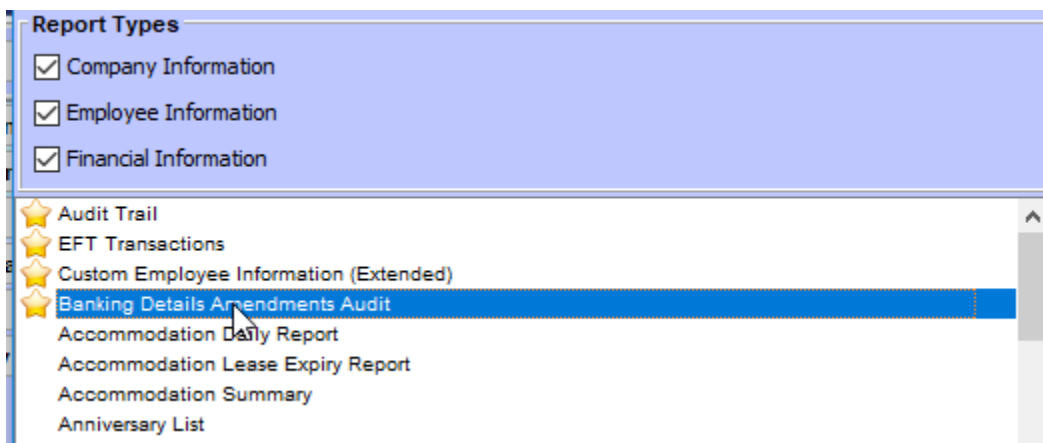 Report Types
Company Information
Employee Information
Financial Information
Audit Trail
EFT Transactions
Custom Employee Information (Extended)
Banking Details Amendments Audit
Accommodation Daily Report
Accommodation Lease Expiry Report
Accommodation Summary
Anniversary List